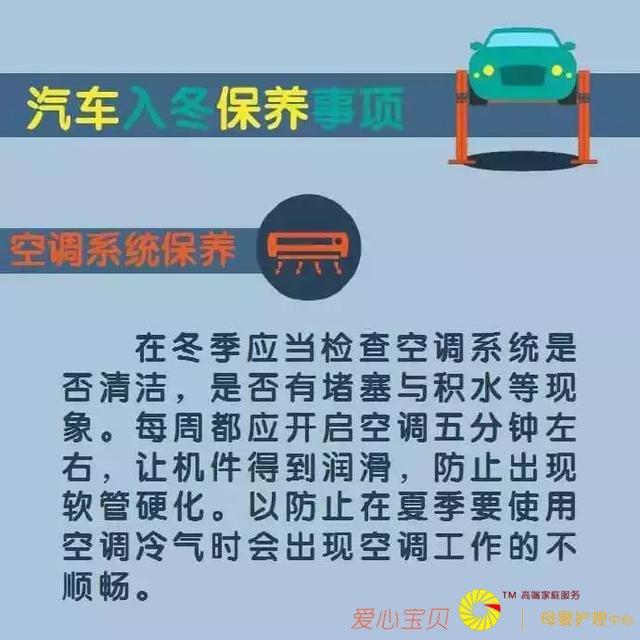 汽车入冬保养事项
空调系统保养
在冬季应当检查空调系统是
否清洁，是否有堵塞与积水等现
象。每周都应开启空调五分钟左
右，让机件得到润滑，防止出现
软管硬化。以防止在夏季要使用
空调冷气时会出现空调工作的不
顺畅。
TM 高端家庭服务
爱心宝贝 母婴护理中心